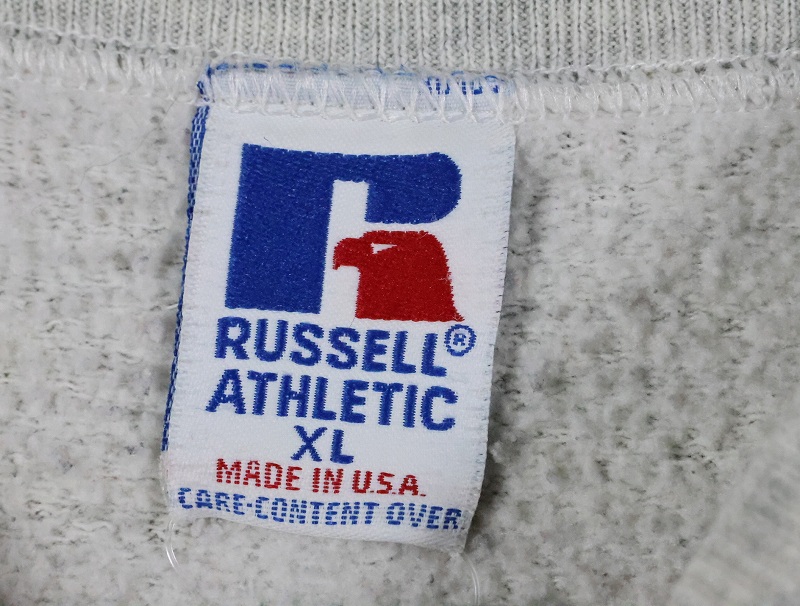 RUSSELL®
ATHLETIC
XL
MADE IN U.S.A.
CARE-CONTENT OVER